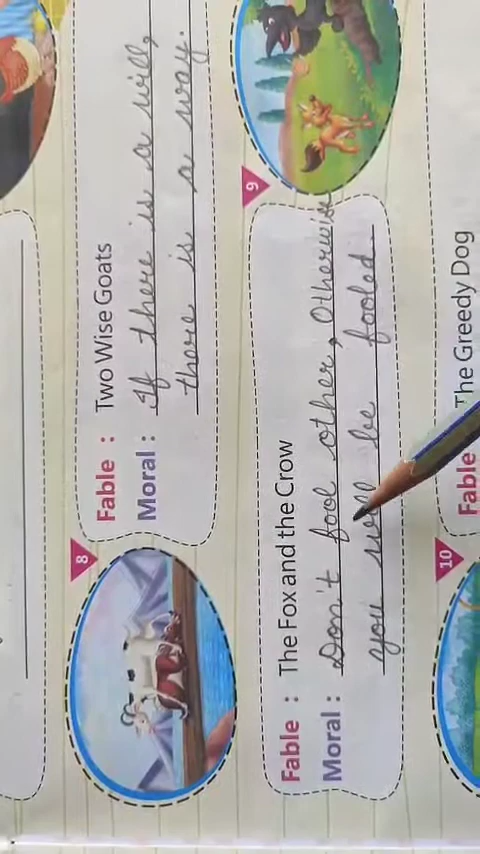 8
Fable : Two Wise Goats
Moral : If there is a will,
there is a way.
9
Fable : The Fox and the Crow
Moral : Don't fool other, Otherwise
you will be fooled.
10
Fable The Greedy Dog